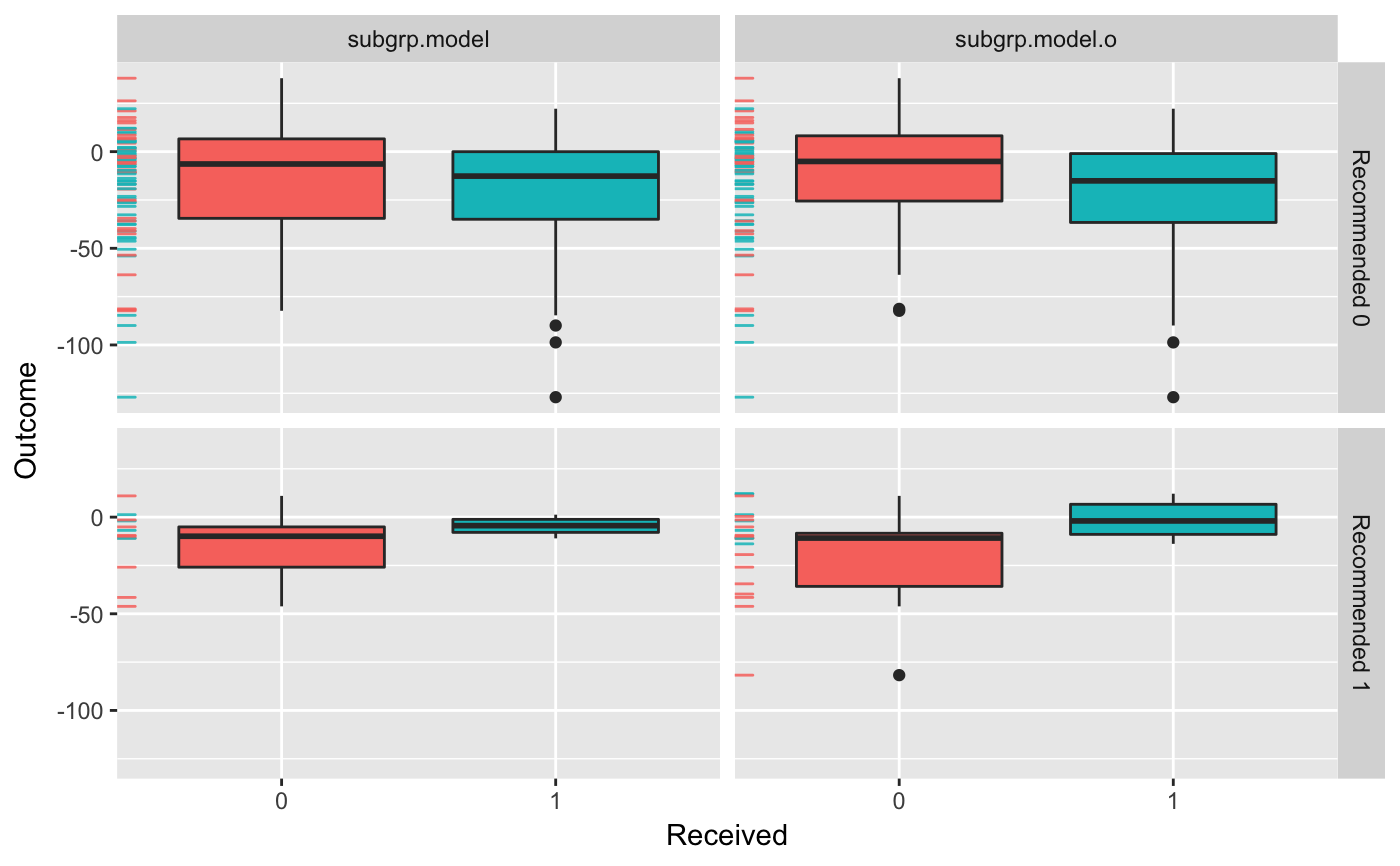 subgrp.model
subgrp.model.o
Outcome
0
-50
-100
Recommended 0
0
-50
-100
Recommended 1
0
1
0
1
Received